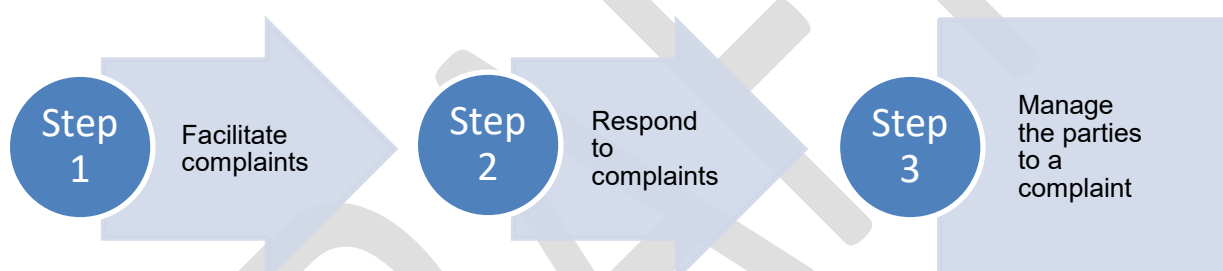 Step
1
Facilitate
complaints
Step
2
Respond
to
complaints
Step
3
Manage
the parties
to a
complaint